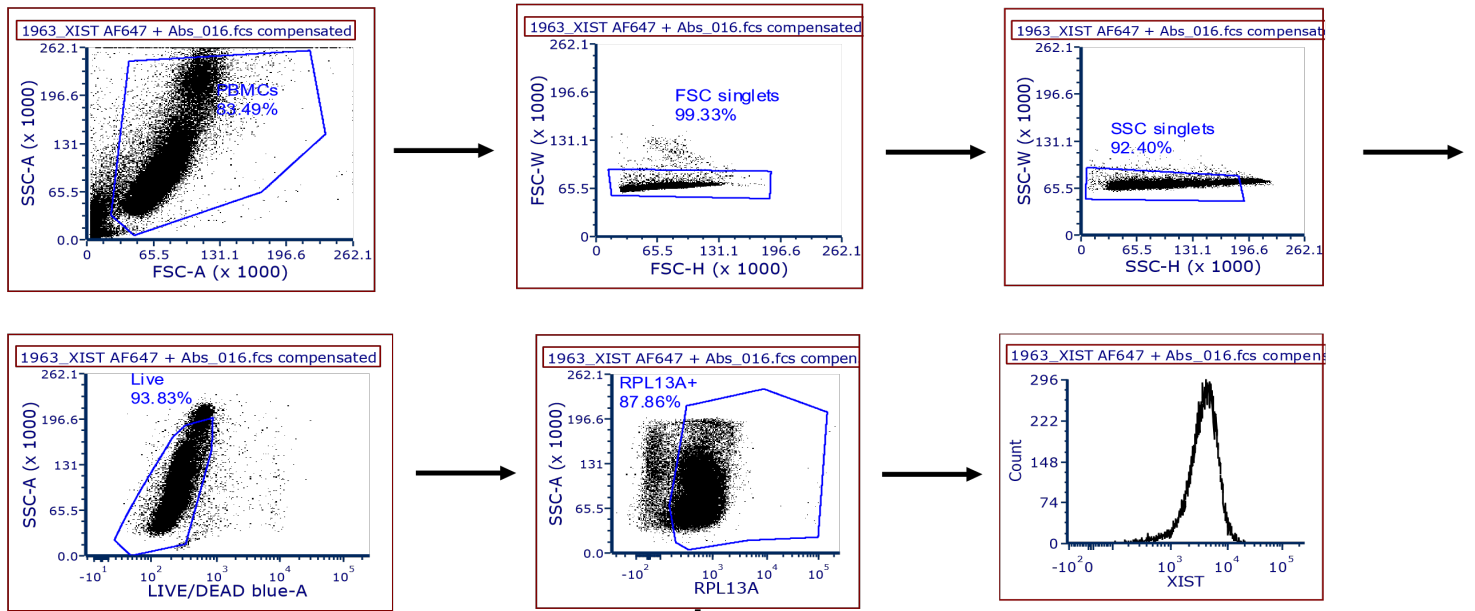 1963_XIST AF647 + Abs_016.fcs compensated
262.1
196.6
131
65.5
0.0
SSC-A (x 1000)
PBMCs
83.49%
0 65.5 131.1 196.6 262.1
FSC-A (x 1000)
1963_XIST AF647 + Abs_016.fcs compensated
262.1
196.6
131.1
65.5
0
FSC-W (x 1000)
FSC singlets
99.33%
0 65.5 131.1 196.6 262.1
FSC-H (x 1000)
1963_XIST AF647 + Abs_016.fcs compensat
262.1
196.6
131.1
65.5
0
SSC-W (x 1000)
SSC singlets
92.40%
0 65.5 131.1 196.6 262.1
SSC-H (x 1000)
1963_XIST AF647 + Abs_016.fcs compensated
262.1
196.6
131
65.5
0.0
SSC-A (x 1000)
Live
93.83%
-10¹ 10² 10³ 10⁴ 10⁵
LIVE/DEAD blue-A
1963_XIST AF647 + Abs_016.fcs compen
262.1
196.6
131
65.5
0.0
SSC-A (x 1000)
RPL13A+
87.86%
-10² 10³ 10⁴ 10⁵
RPL13A
1963_XIST AF647 + Abs_016.fcs compens
296
222
148
74
0
Count
-10² 0 10³ 10⁴ 10⁵
XIST